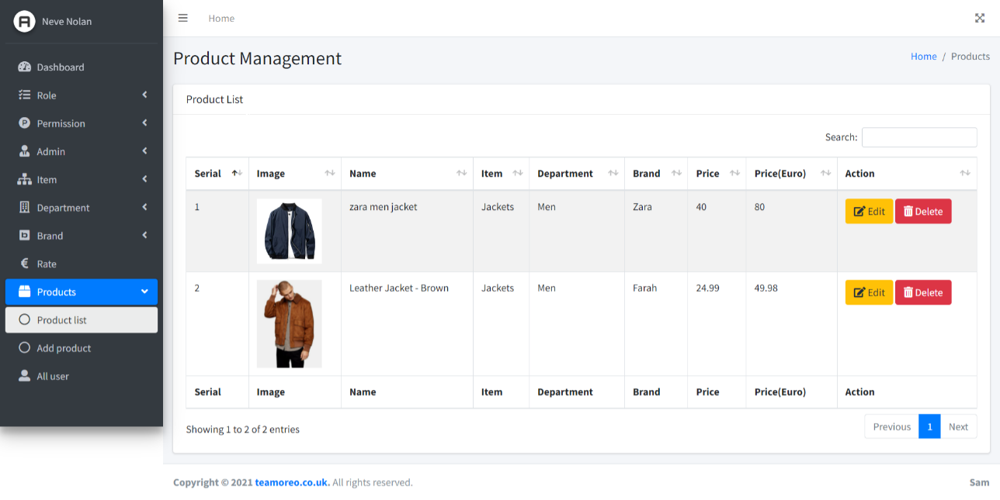 Neve Nolan
Home
Dashboard
Role
Permission
Admin
Item
Department
Brand
Rate
Products
Product list
Add product
All user
Product Management
Home / Products
Product List
Search:
Serial Image Name Item Department Brand Price Price(Euro) Action
1 zara men jacket Jackets Men Zara 40 80 Edit Delete
2 Leather Jacket - Brown Jackets Men Farah 24.99 49.98 Edit Delete
Serial Image Name Item Department Brand Price Price(Euro) Action
Showing 1 to 2 of 2 entries
Previous 1 Next
Copyright © 2021 teamoreo.co.uk. All rights reserved.
Sam